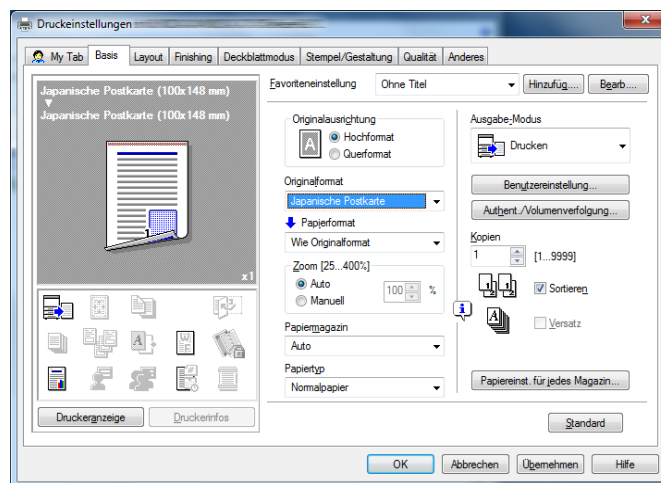 Druckeinstellungen
My Tab Basis Layout Finishing Deckblattmodus Stempel/Gestaltung Qualität Anderes
Japanische Postkarte (100x148 mm)
Japanische Postkarte (100x148 mm)
1
x1
Druckeranzeige Druckerinfos
Favoriteneinstellung Ohne Titel Hinzufüg.... Bearb....
Originalausrichtung
A Hochformat
Querformat
Originalformat
Japanische Postkarte
Papierformat
Wie Originalformat
Zoom [25...400%]
Auto
Manuell
100 %
Papiermagazin
Auto
Papiertyp
Normalpapier
Ausgabe-Modus
Drucken
Benutzereinstellung...
Authent./Volumenverfolgung...
Kopien
1 [1...9999]
Sortieren
Versatz
Papiereinst. für jedes Magazin...
Standard
OK Abbrechen Übernehmen Hilfe